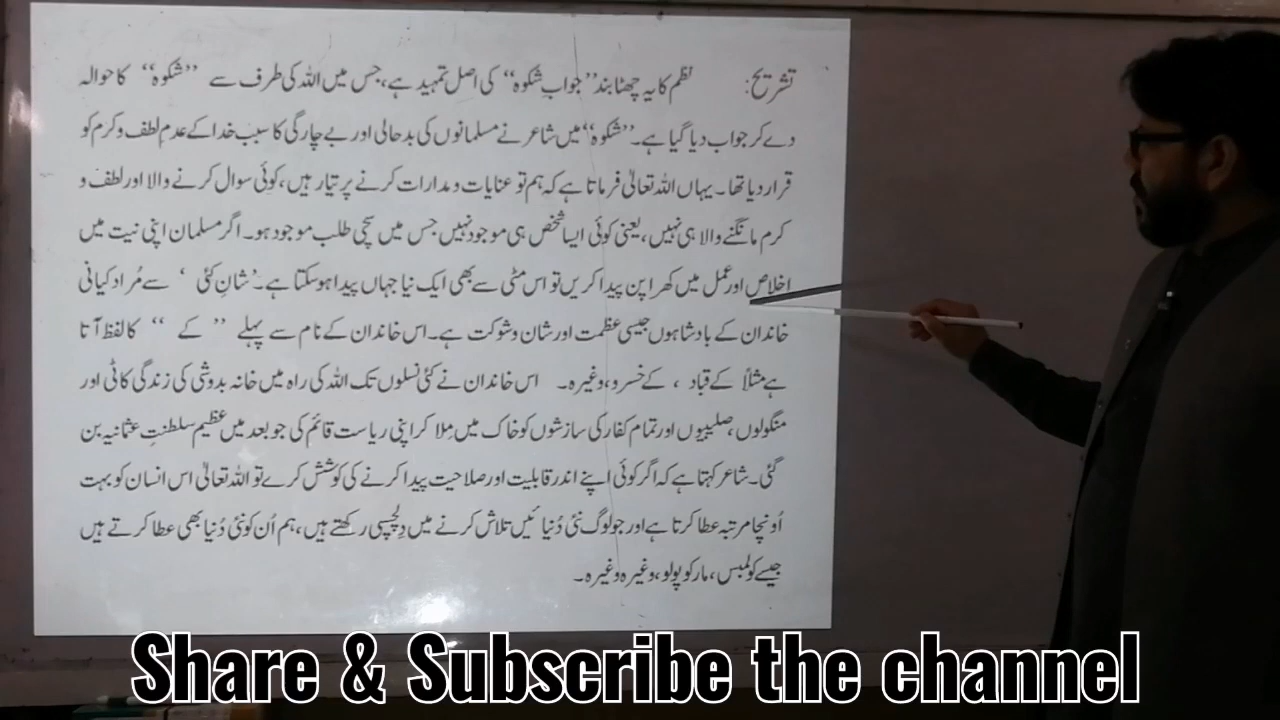 تشریح: نظم کا یہ چھٹا بند ”جوابِ شکوہ“ کی اصل تمہید ہے، جس میں اللہ کی طرف سے ”شکوہ“ کا حوالہ
دے کر جواب دیا گیا ہے۔ ”شکوہ“ میں شاعر نے مسلمانوں کی بدحالی اور بے چارگی کا سبب خدا کے عدمِ لطف و کرم کو
قرار دیا تھا۔ یہاں اللہ تعالیٰ فرماتا ہے کہ ہم تو عنایات و مدارات کرنے پر تیار ہیں، کوئی سوال کرنے والا اور لطف و
کرم مانگنے والا ہی نہیں، یعنی کوئی ایسا شخص ہی موجود نہیں جس میں سچی طلب موجود ہو۔ اگر مسلمان اپنی نیت میں
اخلاص اور عمل میں کھرا پن پیدا کریں تو اس مٹی سے بھی ایک نیا جہاں پیدا ہو سکتا ہے۔ ’شانِ کئی ‘ سے مُراد کیانی
خاندان کے بادشاہوں جیسی عظمت اور شان و شوکت ہے۔ اس خاندان کے نام سے پہلے ” کے “ کا لفظ آتا
ہے مثلاً کے قباد ، کے خسرو، وغیرہ۔ اس خاندان نے کئی نسلوں تک اللہ کی راہ میں خانہ بدوشی کی زندگی کاٹی اور
منگولوں، صلیبیوں اور تمام کفار کی سازشوں کو خاک میں مِلا کر اپنی ریاست قائم کی جو بعد میں عظیم سلطنتِ عثمانیہ بن
گئی۔ شاعر کہتا ہے کہ اگر کوئی اپنے اندر قابلیت اور صلاحیت پیدا کرنے کی کوشش کرے تو اللہ تعالیٰ اس انسان کو بہت
اُونچا مرتبہ عطا کرتا ہے اور جو لوگ نئی دُنیائیں تلاش کرنے میں دِلچسپی رکھتے ہیں، ہم اُن کو نئی دُنیا بھی عطا کرتے ہیں
جیسے کولمبس، مارکوپولو، وغیرہ وغیرہ۔
Share & Subscribe the channel